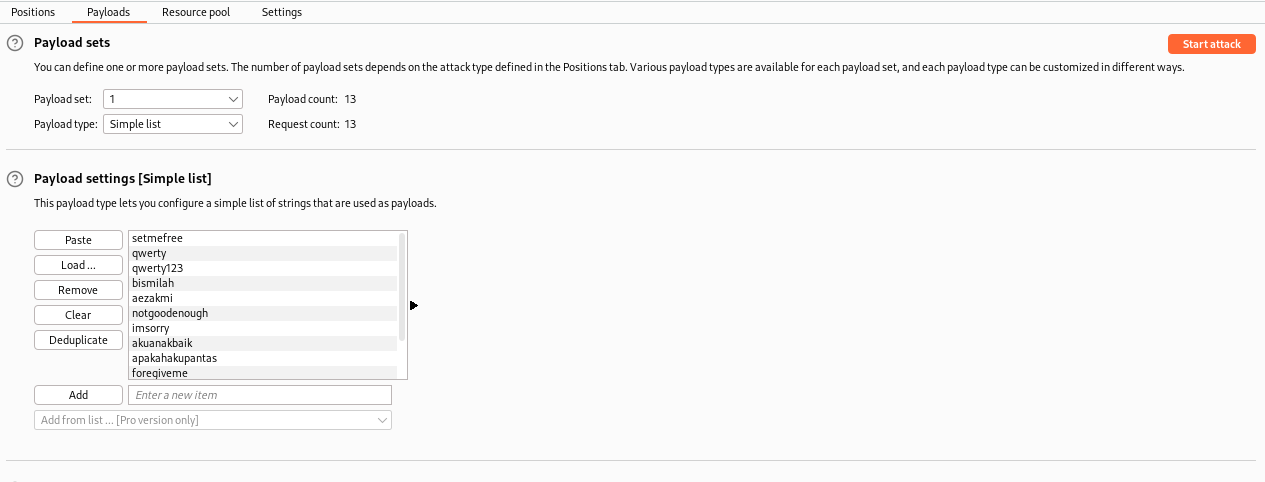 Positions Payloads Resource pool Settings
Payload sets
Start attack
You can define one or more payload sets. The number of payload sets depends on the attack type defined in the Positions tab. Various payload types are available for each payload set, and each payload type can be customized in different ways.
Payload set: 1 Payload count: 13
Payload type: Simple list Request count: 13
Payload settings [Simple list]
This payload type lets you configure a simple list of strings that are used as payloads.
Paste
Load ...
Remove
Clear
Deduplicate
setmefree
qwerty
qwerty123
bismilah
aezakmi
notgoodenough
imsorry
akuanakbaik
apakahakupantas
foregiveme
Add Enter a new item
Add from list ... [Pro version only]